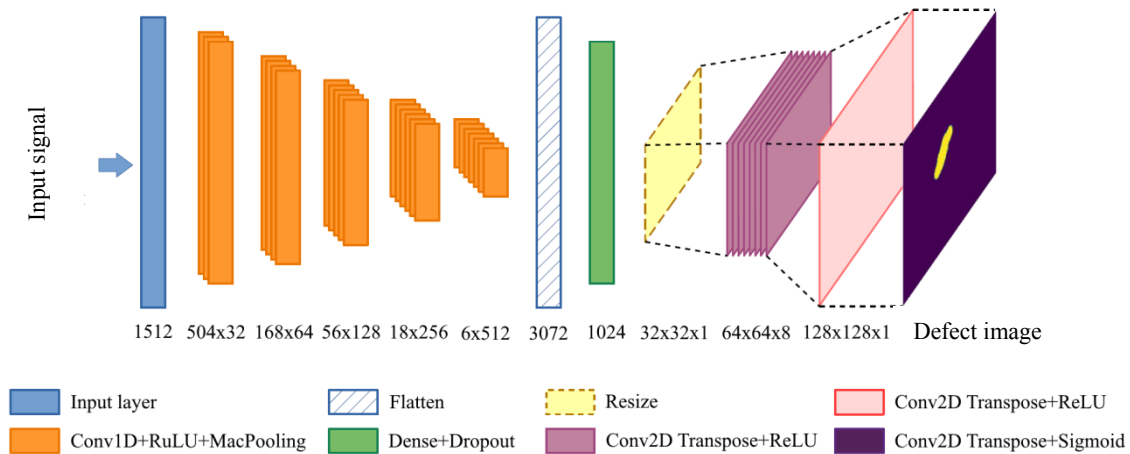 Input signal
1512 504x32 168x64 56x128 18x256 6x512 3072 1024 32x32x1 64x64x8 128x128x1 Defect image
Input layer Flatten Resize Conv2D Transpose+ReLU
Conv1D+RuLU+MacPooling Dense+Dropout Conv2D Transpose+ReLU Conv2D Transpose+Sigmoid